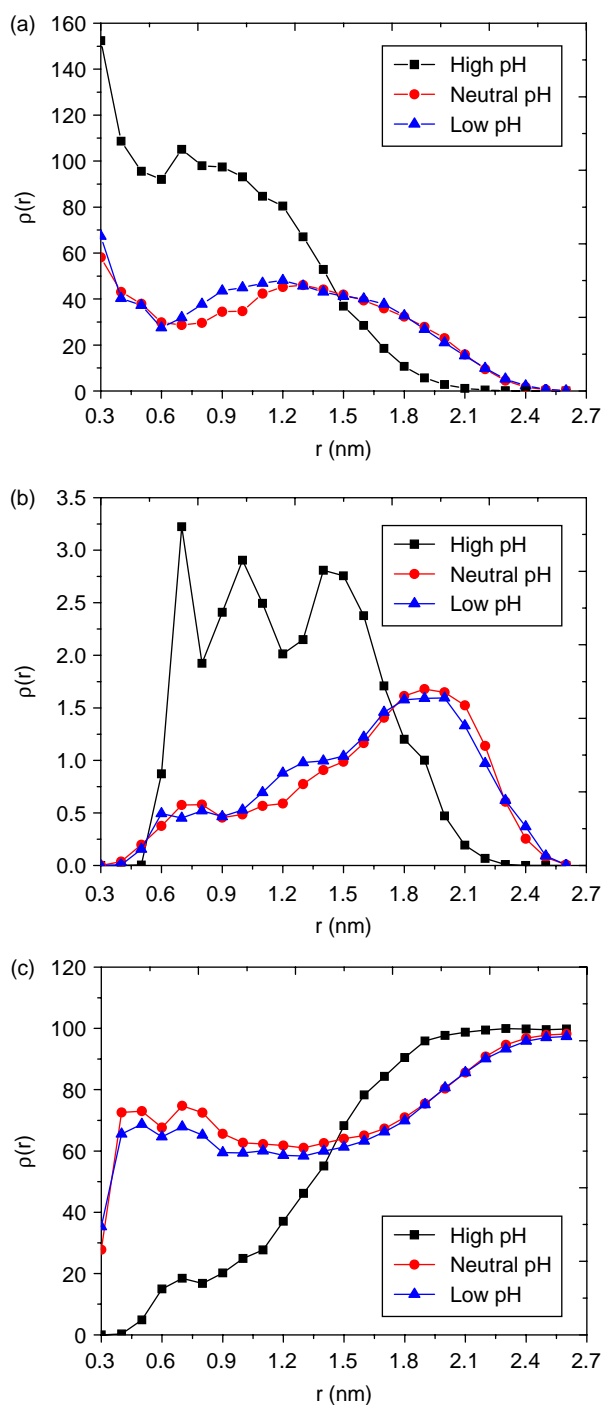 (a)
160
140
120
100
80
60
40
20
0
ρ(r)
High pH
Neutral pH
Low pH
0.3 0.6 0.9 1.2 1.5 1.8 2.1 2.4 2.7
r (nm)
(b)
3.5
3.0
2.5
2.0
1.5
1.0
0.5
0.0
ρ(r)
High pH
Neutral pH
Low pH
0.3 0.6 0.9 1.2 1.5 1.8 2.1 2.4 2.7
r (nm)
(c)
120
100
80
60
40
20
0
ρ(r)
High pH
Neutral pH
Low pH
0.3 0.6 0.9 1.2 1.5 1.8 2.1 2.4 2.7
r (nm)